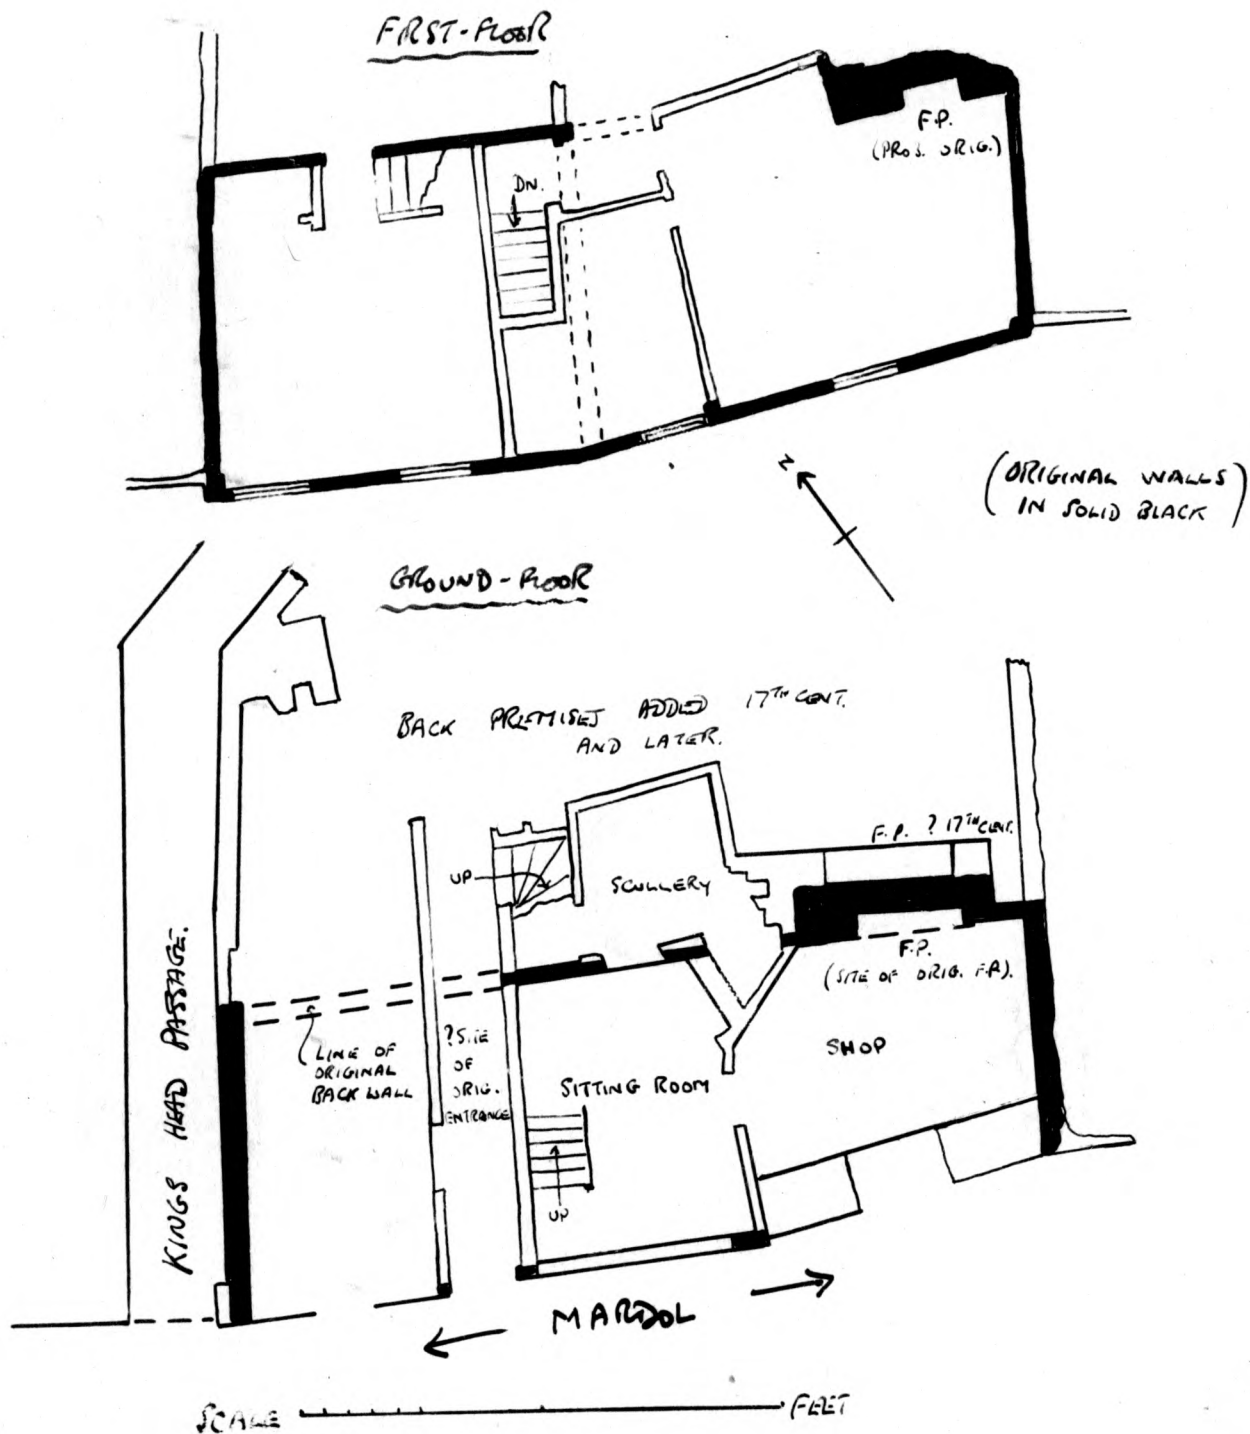 FIRST-FLOOR
F.P.
(PROB. ORIG.)
DN.
N
(ORIGINAL WALLS
IN SOLID BLACK)
GROUND-FLOOR
BACK PREMISES ADDED 17TH CENT.
AND LATER.
F.P. ? 17TH CENT.
UP
SCULLERY
F.P.
(SITE OF ORIG. F.P.).
KINGS HEAD PASSAGE.
LINE OF
ORIGINAL
BACK WALL
? SITE
OF
ORIG.
ENTRANCE
SITTING ROOM
SHOP
UP
MARDOL
SCALE
FEET